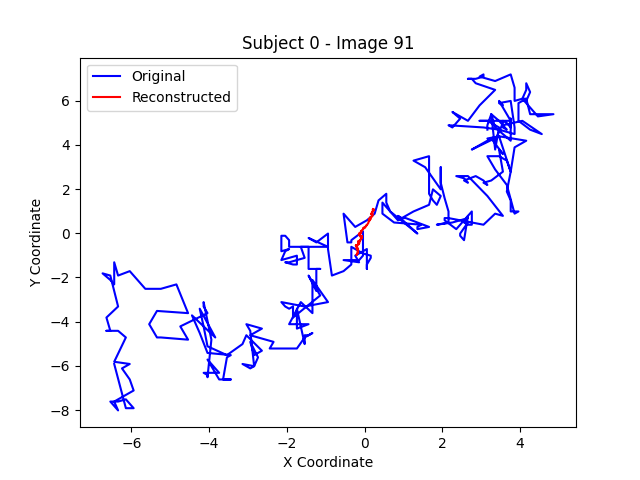 Subject 0 - Image 91
Original
Reconstructed
Y Coordinate
6
4
2
0
−2
−4
−6
−8
−6
−4
−2
0
2
4
X Coordinate